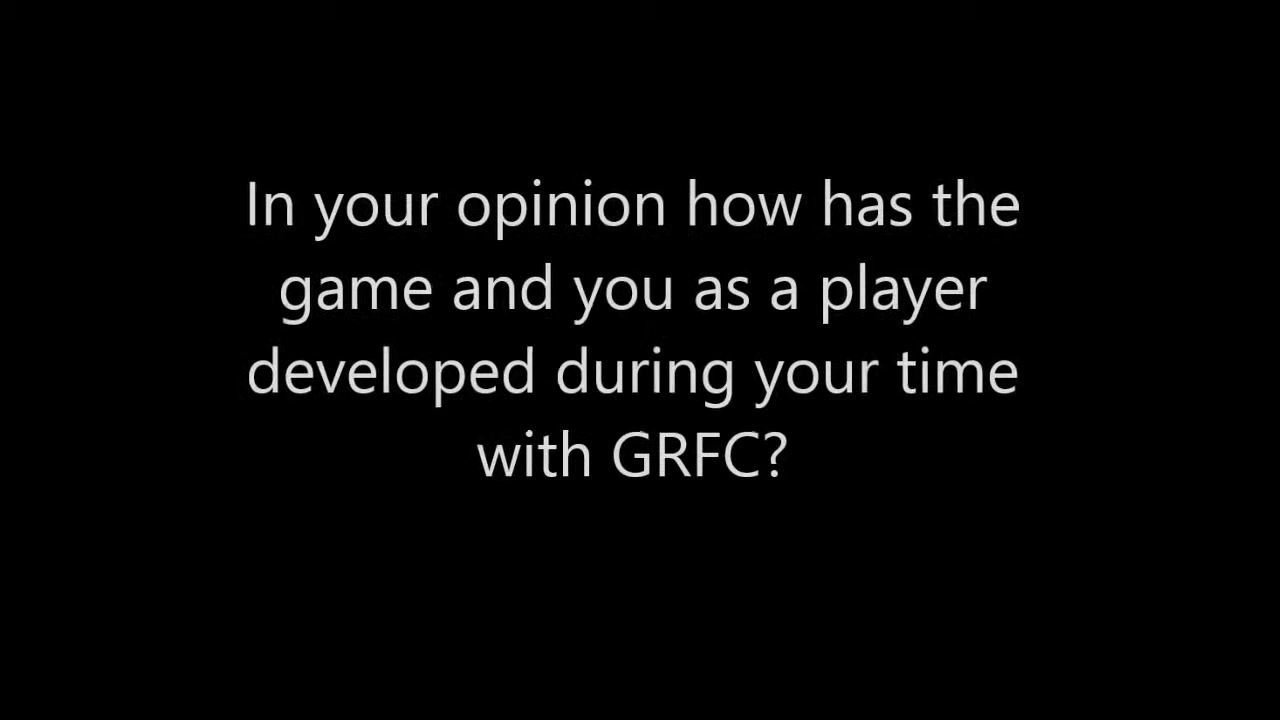 In your opinion how has the
game and you as a player
developed during your time
with GRFC?